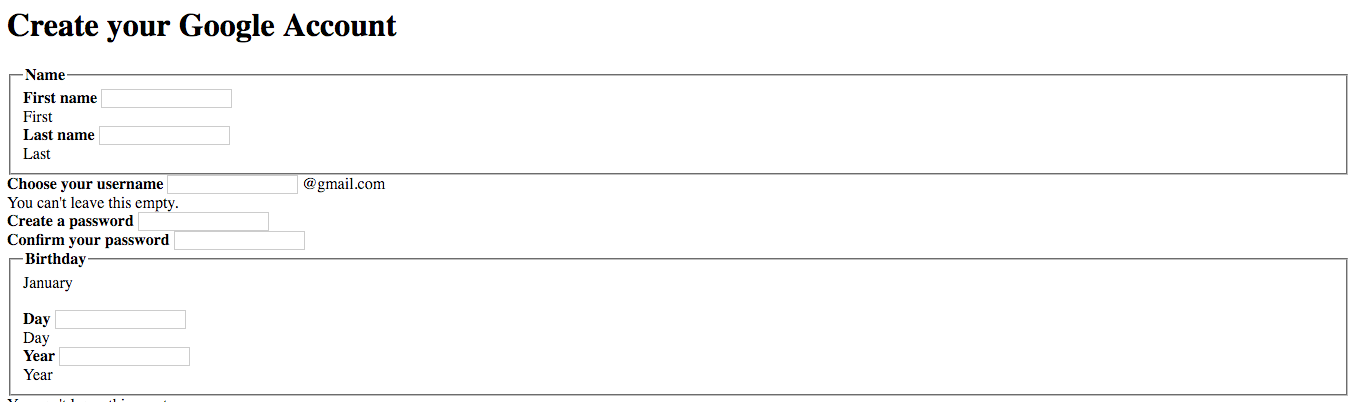 Create your Google Account
Name
First name
First
Last name
Last
Choose your username @gmail.com
You can't leave this empty.
Create a password
Confirm your password
Birthday
January
Day
Day
Year
Year